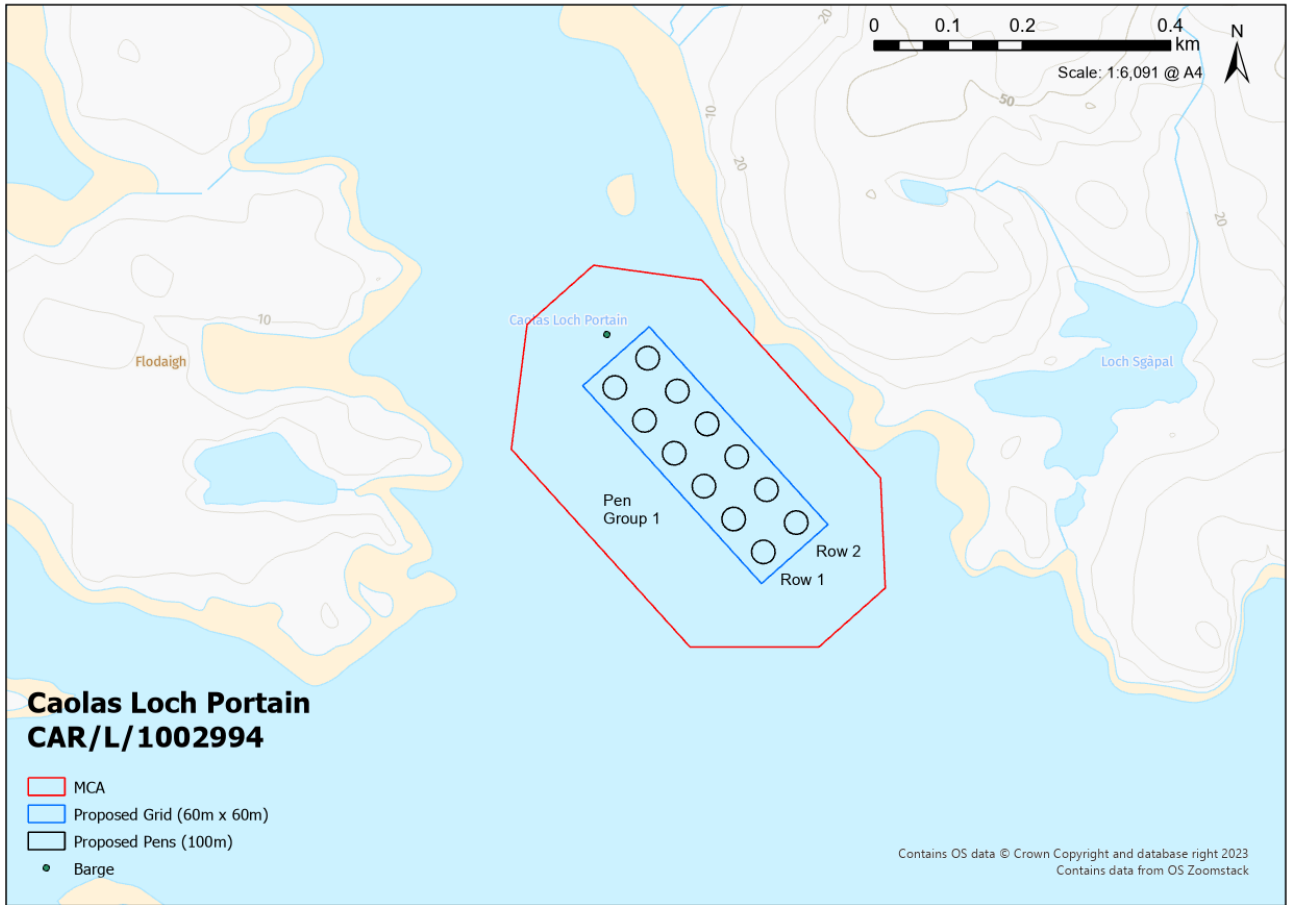 0 0.1 0.2 0.4
km
Scale: 1:6,091 @ A4
N
20
50
10
20
20
Caolas Loch Portain
10
Flodaigh
Loch Sgàpal
Pen
Group 1
Row 2
Row 1
Caolas Loch Portain
CAR/L/1002994
MCA
Proposed Grid (60m x 60m)
Proposed Pens (100m)
Barge
Contains OS data © Crown Copyright and database right 2023
Contains data from OS Zoomstack